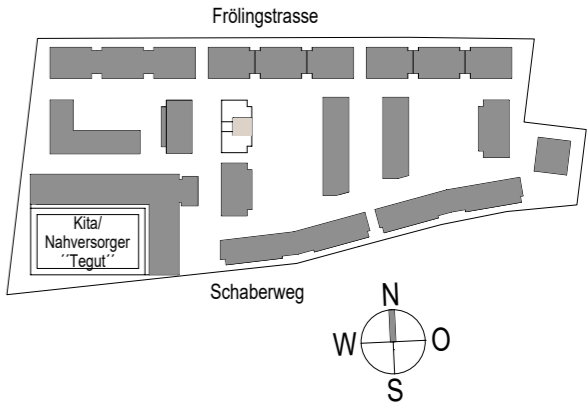 Frölingstrasse
Kita/
Nahversorger
´´Tegut´´
Schaberweg
N
W O
S